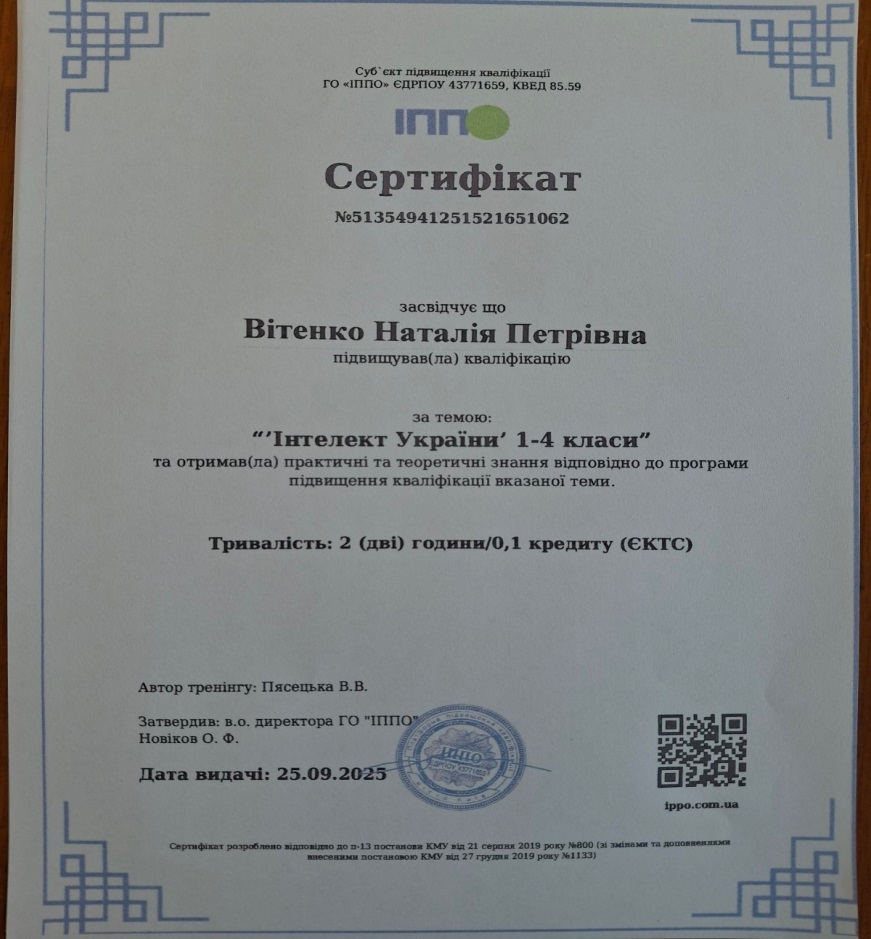 Суб`єкт підвищення кваліфікації
ГО «ІППО» ЄДРПОУ 43771659, КВЕД 85.59
ІППО
Сертифікат
№51354941251521651062
засвідчує що
Вітенко Наталія Петрівна
підвищував(ла) кваліфікацію
за темою:
“’Інтелект України’ 1-4 класи”
та отримав(ла) практичні та теоретичні знання відповідно до програми
підвищення кваліфікації вказаної теми.
Тривалість: 2 (дві) години/0,1 кредиту (ЄКТС)
Автор тренінгу: Пясецька В.В.
Затвердив: в.о. директора ГО "ІППО"
Новіков О. Ф.
Дата видачі: 25.09.2025
ІППО
ЄДРПОУ 43771659
ippo.com.ua
Сертифікат розроблено відповідно до п-13 постанови КМУ від 21 серпня 2019 року №800 (зі змінами та доповненнями
внесеними постановою КМУ від 27 грудня 2019 року №1133)